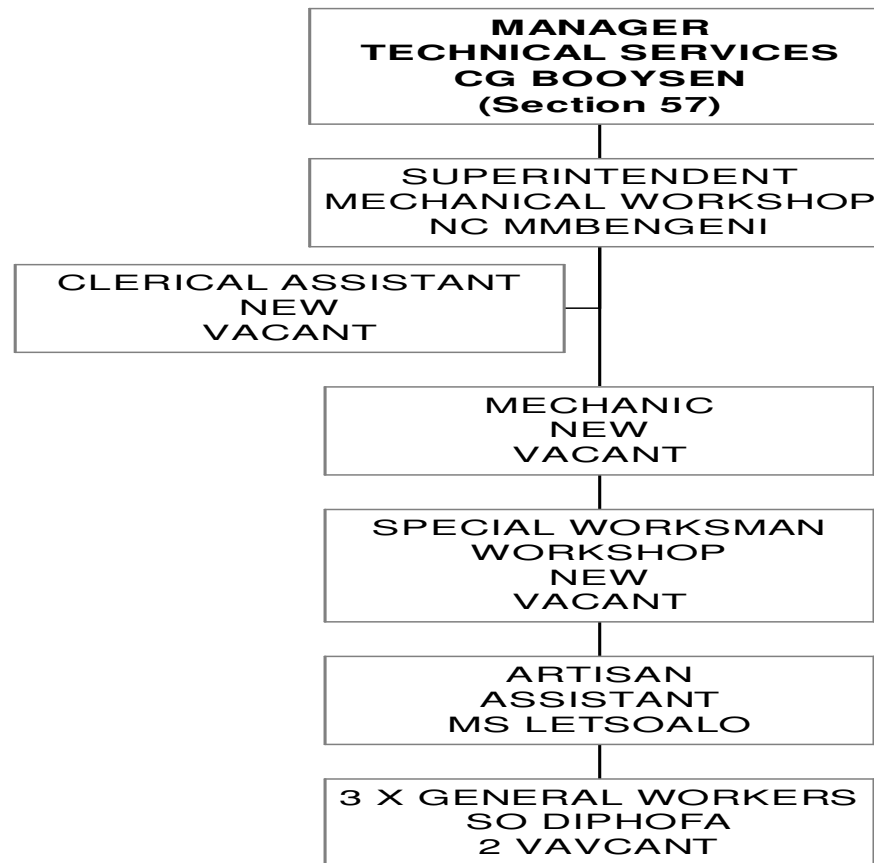 MANAGER
TECHNICAL SERVICES
CG BOOYSEN
(Section 57)
SUPERINTENDENT
MECHANICAL WORKSHOP
NC MMBENGENI
CLERICAL ASSISTANT
NEW
VACANT
MECHANIC
NEW
VACANT
SPECIAL WORKSMAN
WORKSHOP
NEW
VACANT
ARTISAN
ASSISTANT
MS LETSOALO
3 X GENERAL WORKERS
SO DIPHOFA
2 VAVCANT